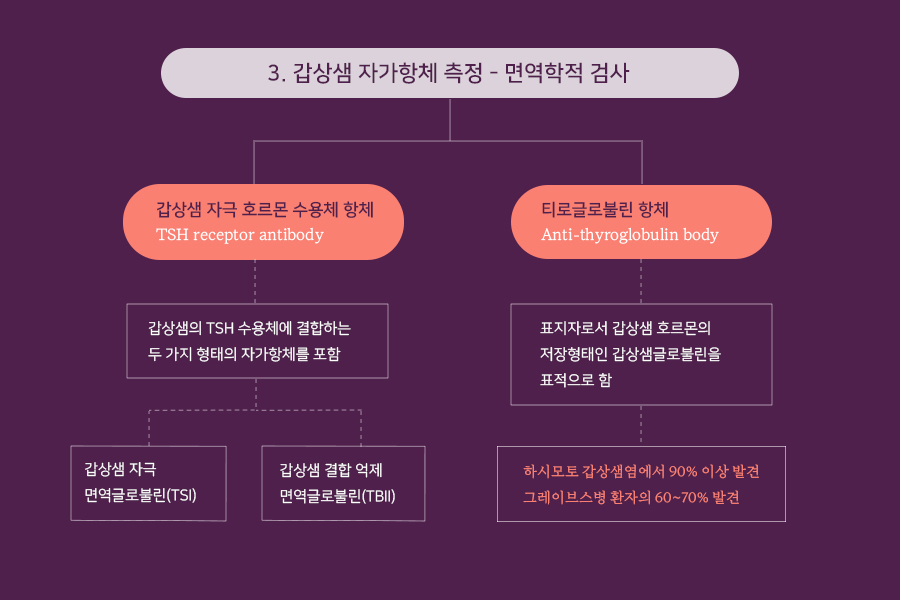 3. 갑상샘 자가항체 측정 - 면역학적 검사
갑상샘 자극 호르몬 수용체 항체
TSH receptor antibody
티로글로불린 항체
Anti-thyroglobulin body
갑상샘의 TSH 수용체에 결합하는
두 가지 형태의 자가항체를 포함
표지자로서 갑상샘 호르몬의
저장형태인 갑상샘글로불린을
표적으로 함
갑상샘 자극
면역글로불린(TSI)
갑상샘 결합 억제
면역글로불린(TBII)
하시모토 갑상샘염에서 90% 이상 발견
그레이브스병 환자의 60~70% 발견